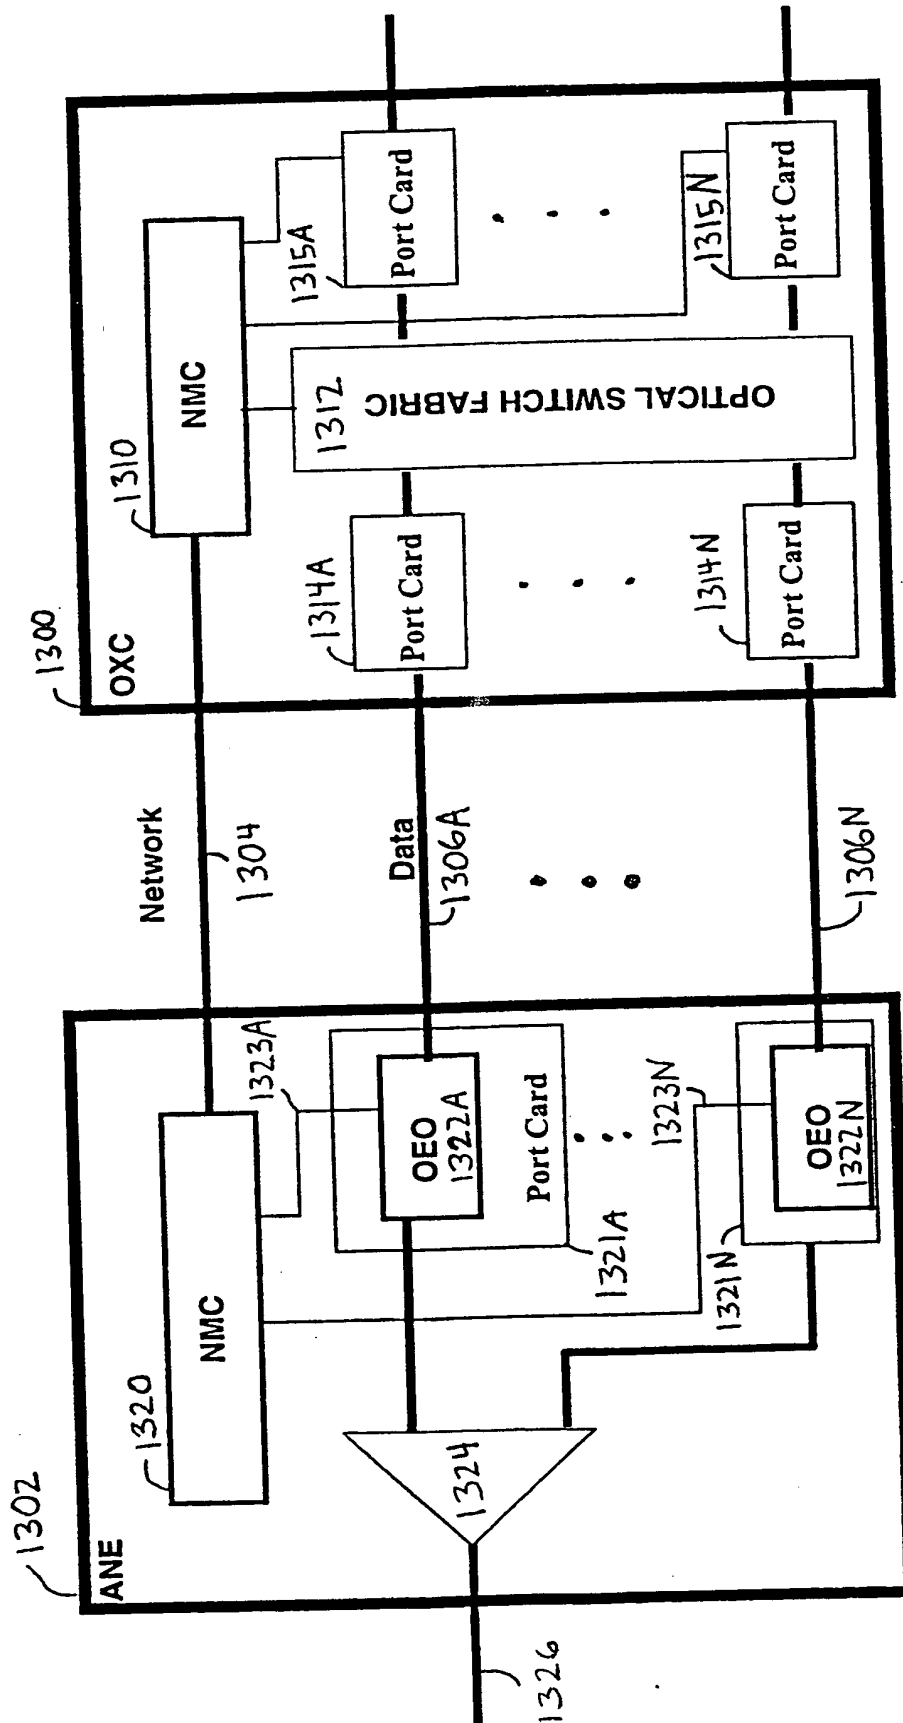 1302
ANE
1320
NMC
1323A
OEO
1322A
Port Card
1321A
1323N
OEO
1322N
1321N
1324
1326
Network
1304
Data
1306A
1306N
1300
OXC
1310
NMC
1312
OPTICAL SWITCH FABRIC
1314A
Port Card
1314N
Port Card
1315A
Port Card
1315N
Port Card